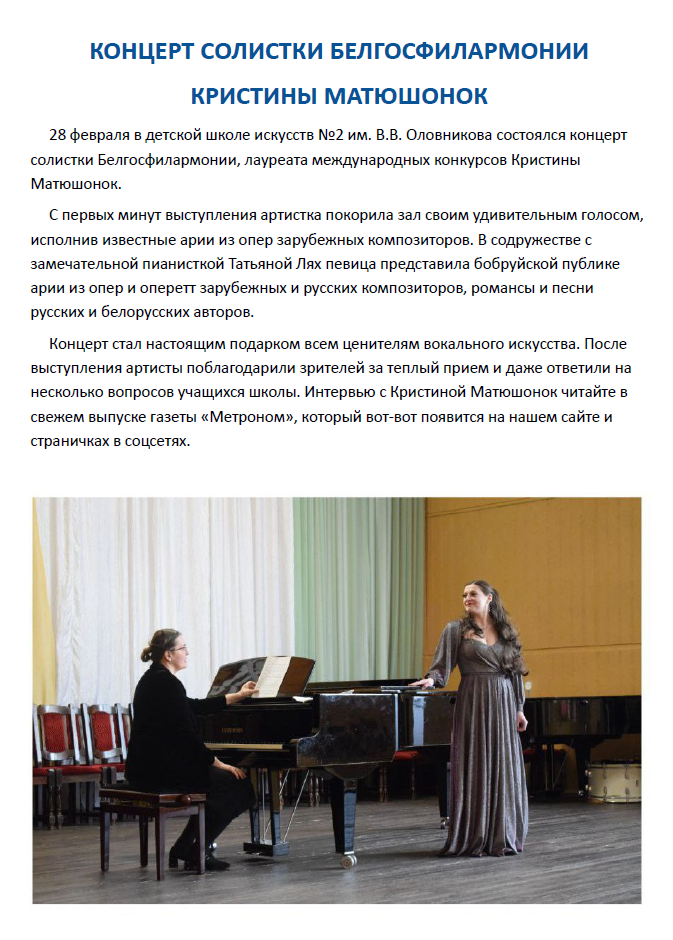 КОНЦЕРТ СОЛИСТКИ БЕЛГОСФИЛАРМОНИИ
КРИСТИНЫ МАТЮШОНОК
28 февраля в детской школе искусств №2 им. В.В. Оловникова состоялся концерт
солистки Белгосфилармонии, лауреата международных конкурсов Кристины
Матюшонок.
С первых минут выступления артистка покорила зал своим удивительным голосом,
исполнив известные арии из опер зарубежных композиторов. В содружестве с
замечательной пианисткой Татьяной Лях певица представила бобруйской публике
арии из опер и оперетт зарубежных и русских композиторов, романсы и песни
русских и белорусских авторов.
Концерт стал настоящим подарком всем ценителям вокального искусства. После
выступления артисты поблагодарили зрителей за теплый прием и даже ответили на
несколько вопросов учащихся школы. Интервью с Кристиной Матюшонок читайте в
свежем выпуске газеты «Метроном», который вот-вот появится на нашем сайте и
страничках в соцсетях.